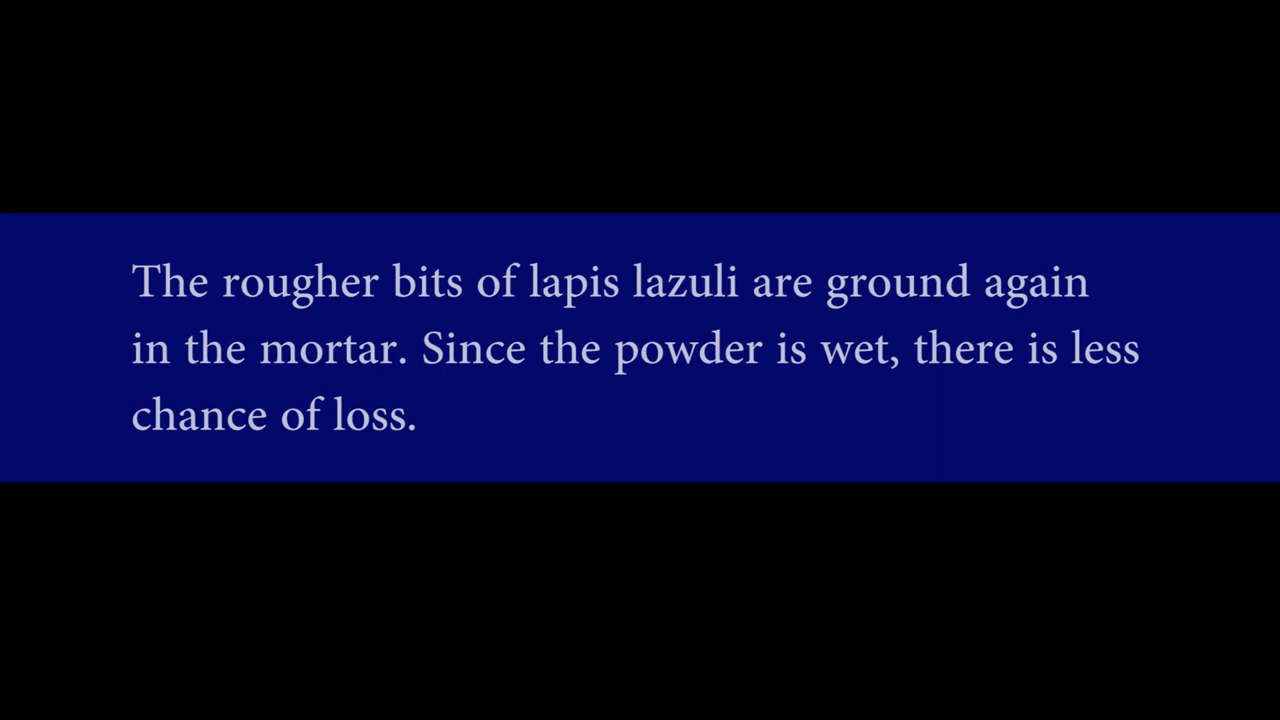 The rougher bits of lapis lazuli are ground again
in the mortar. Since the powder is wet, there is less
chance of loss.